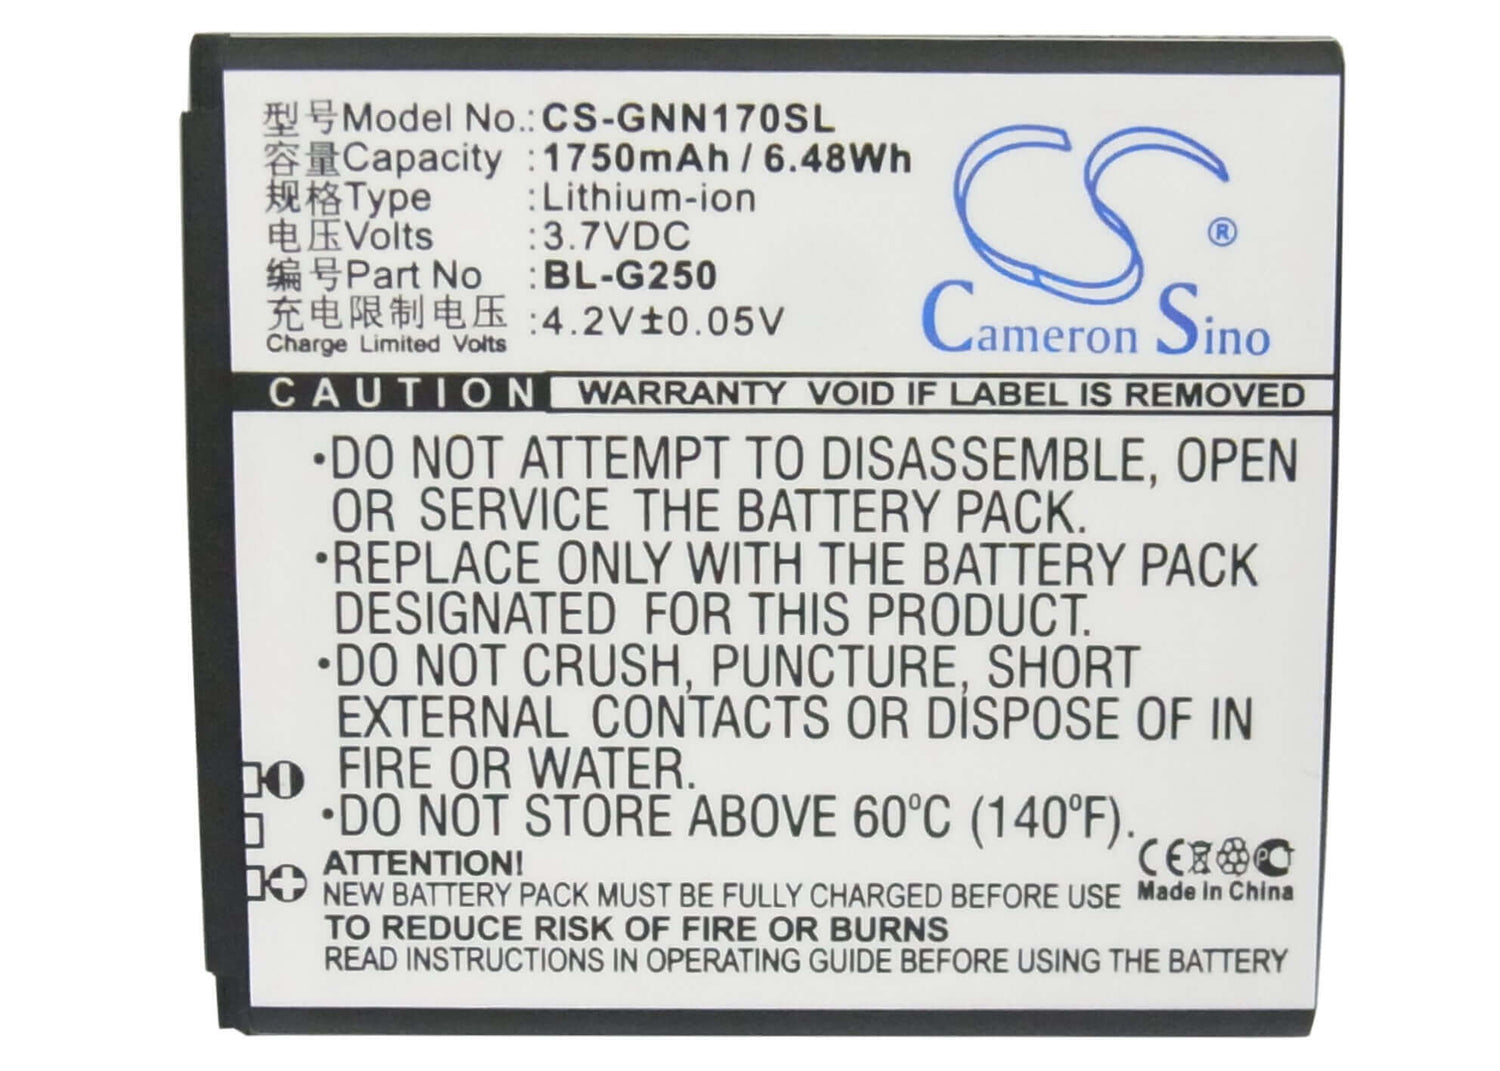 型号Model No.:CS-GNN170SL
容量Capacity :1750mAh / 6.48Wh
规格Type :Lithium-ion
电压Volts :3.7VDC
编号Part No :BL-G250
充电限制电压 :4.2V±0.05V
Charge Limited Volts
CS ®
Cameron Sino
CAUTION WARRANTY VOID IF LABEL IS REMOVED
•DO NOT ATTEMPT TO DISASSEMBLE, OPEN
OR SERVICE THE BATTERY PACK.
•REPLACE ONLY WITH THE BATTERY PACK
DESIGNATED FOR THIS PRODUCT.
•DO NOT CRUSH, PUNCTURE, SHORT
EXTERNAL CONTACTS OR DISPOSE OF IN
FIRE OR WATER.
•DO NOT STORE ABOVE 60ºC (140ºF).
ATTENTION!
NEW BATTERY PACK MUST BE FULLY CHARGED BEFORE USE
TO REDUCE RISK OF FIRE OR BURNS
READ INSTRUCTIONS IN OPERATING GUIDE BEFORE USING THE BATTERY
CE PC
Made in China